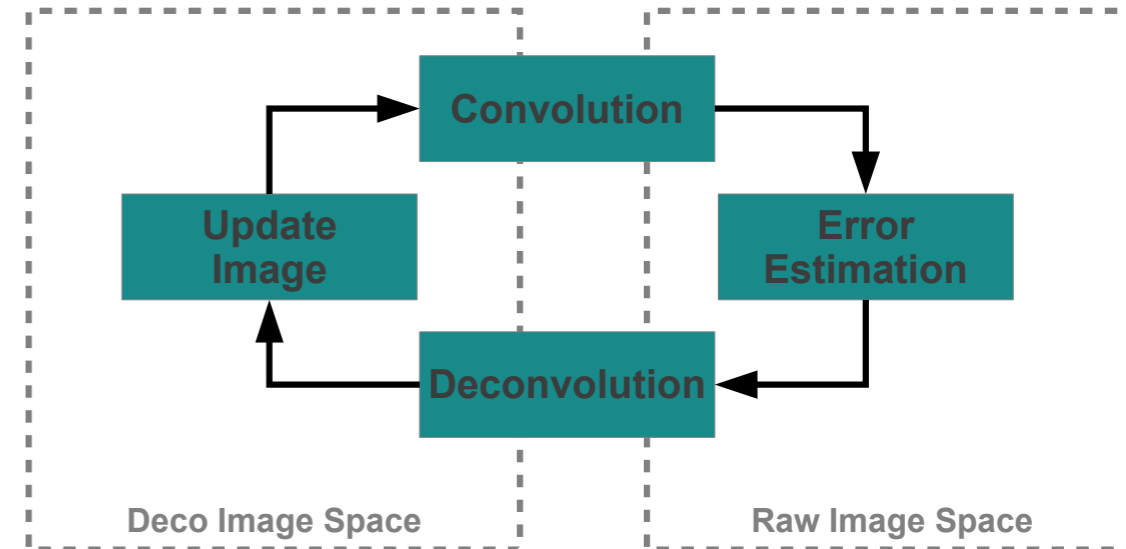 Convolution
Update
Image
Error
Estimation
Deconvolution
Deco Image Space
Raw Image Space